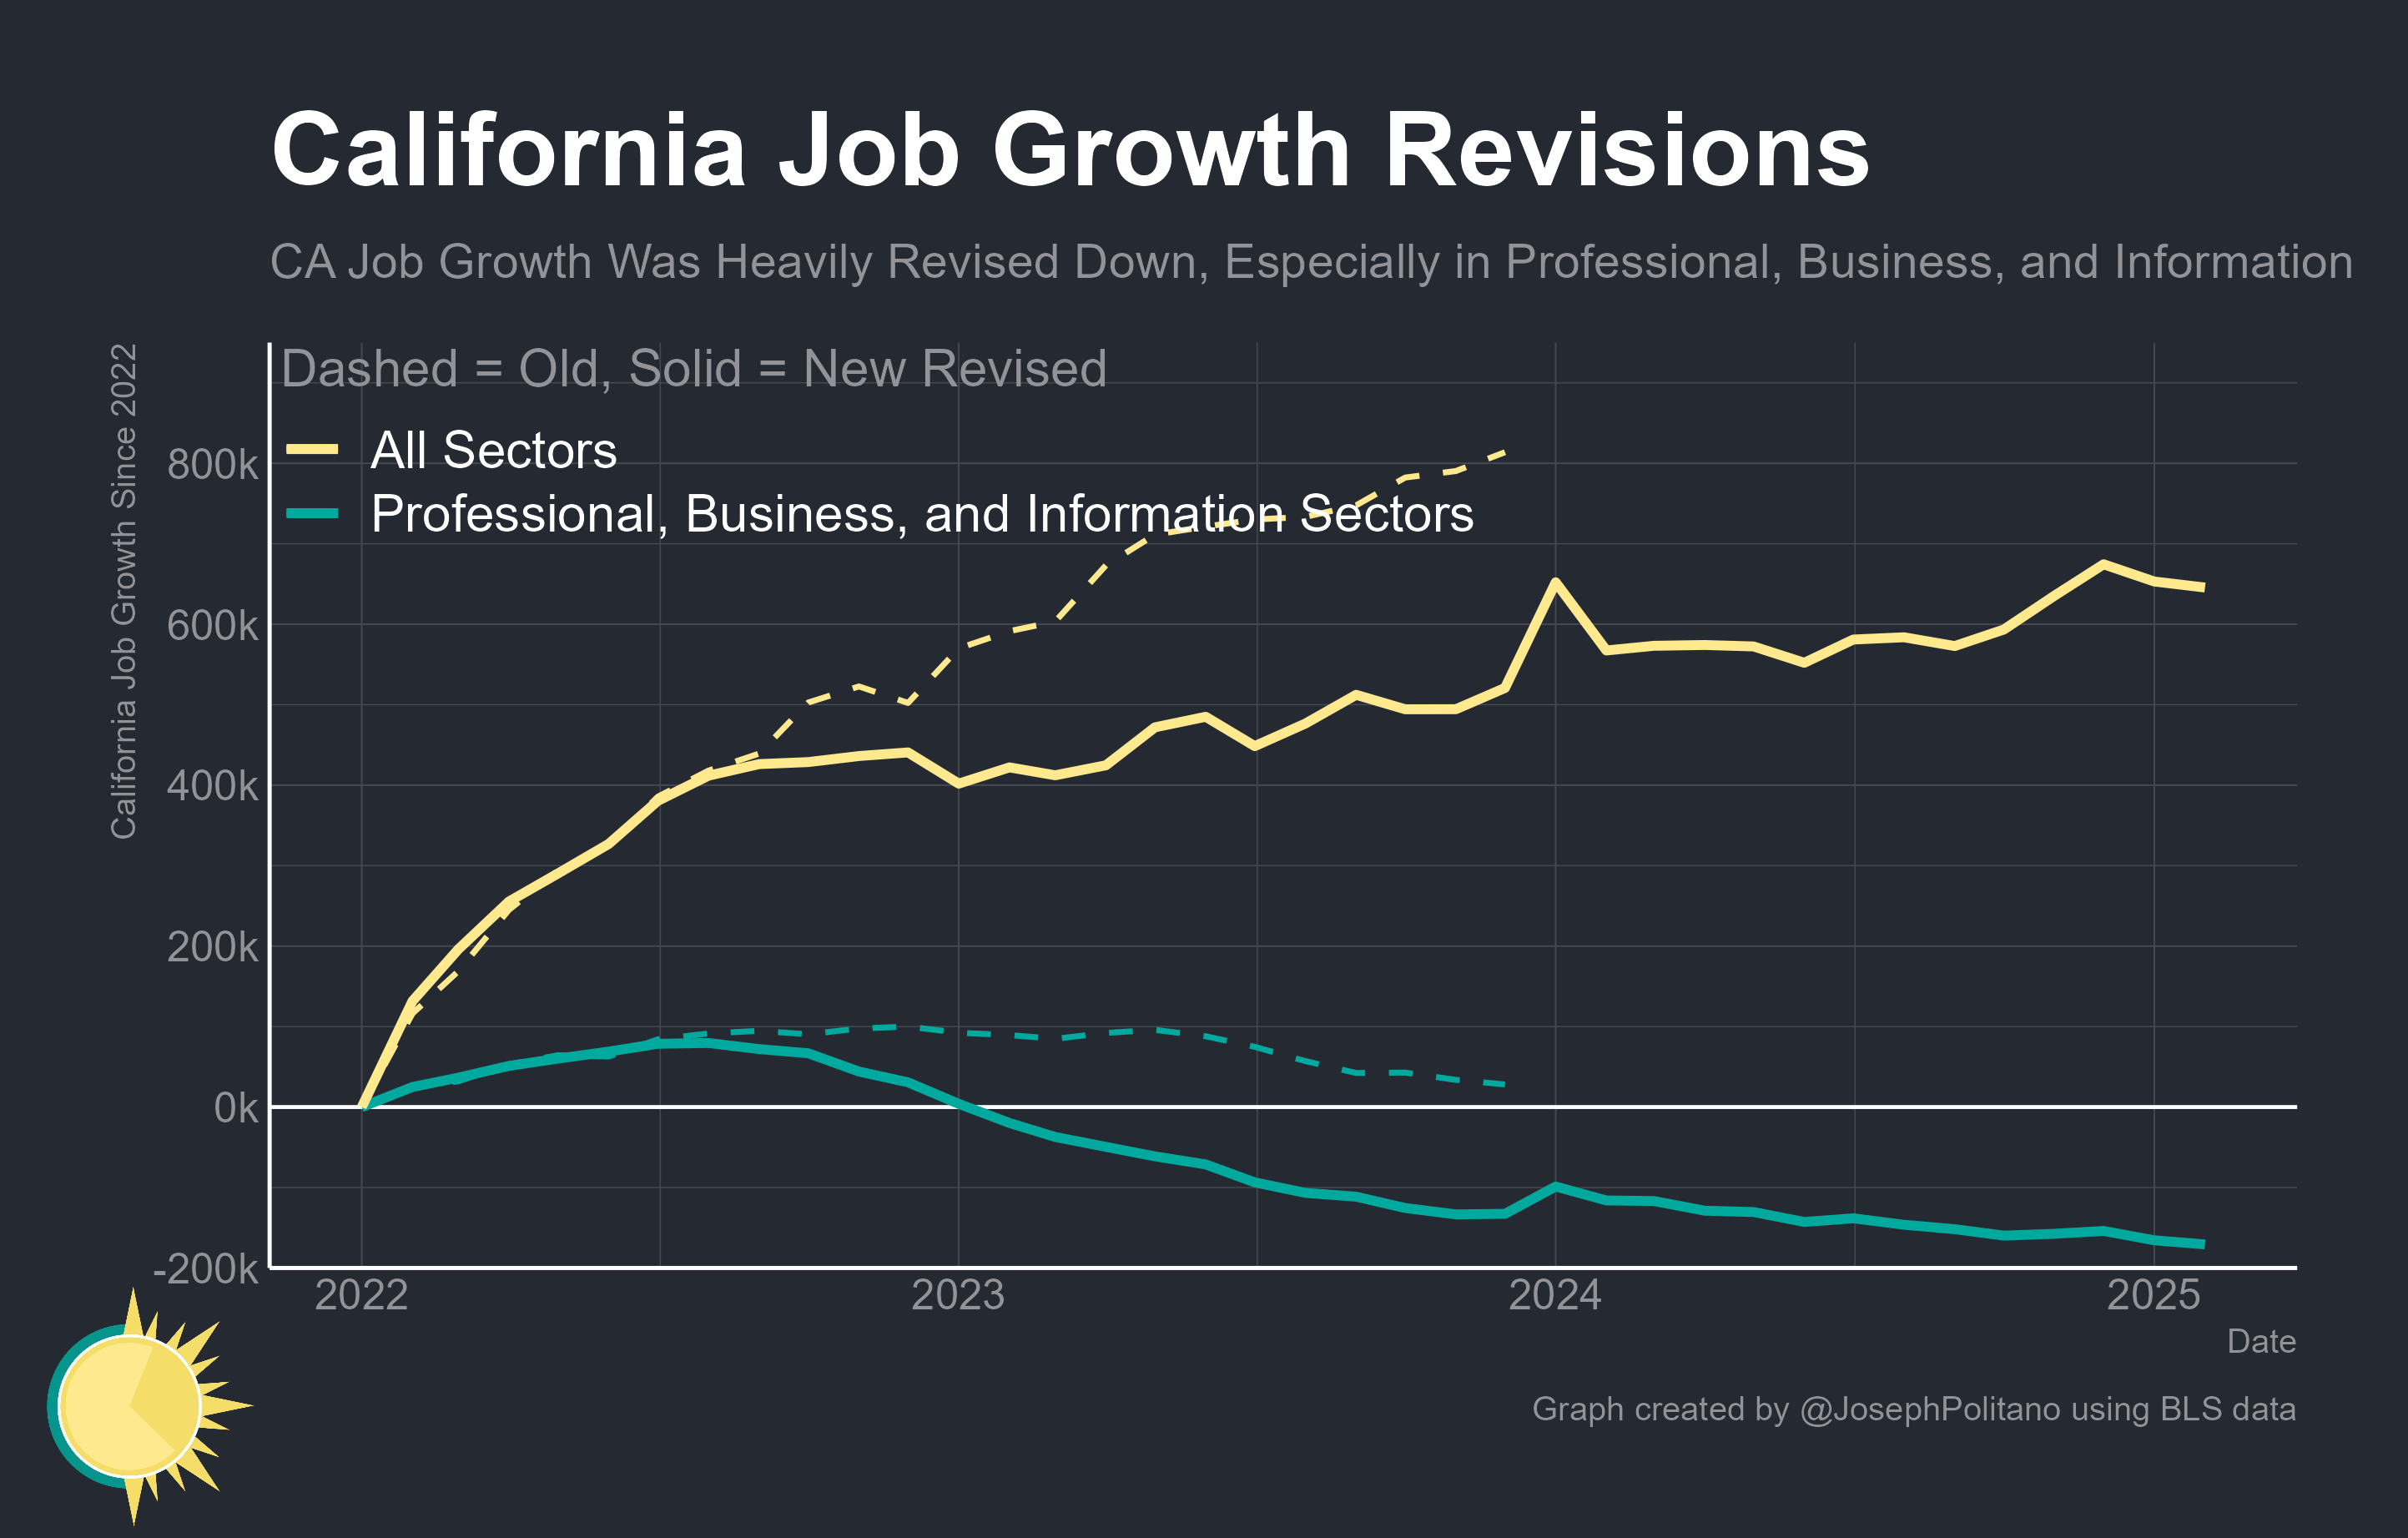 California Job Growth Revisions
CA Job Growth Was Heavily Revised Down, Especially in Professional, Business, and Information
California Job Growth Since 2022
Dashed = Old, Solid = New Revised
All Sectors
Professional, Business, and Information Sectors
800k
600k
400k
200k
0k
-200k
2022 2023 2024 2025
Date
Graph created by @JosephPolitano using BLS data